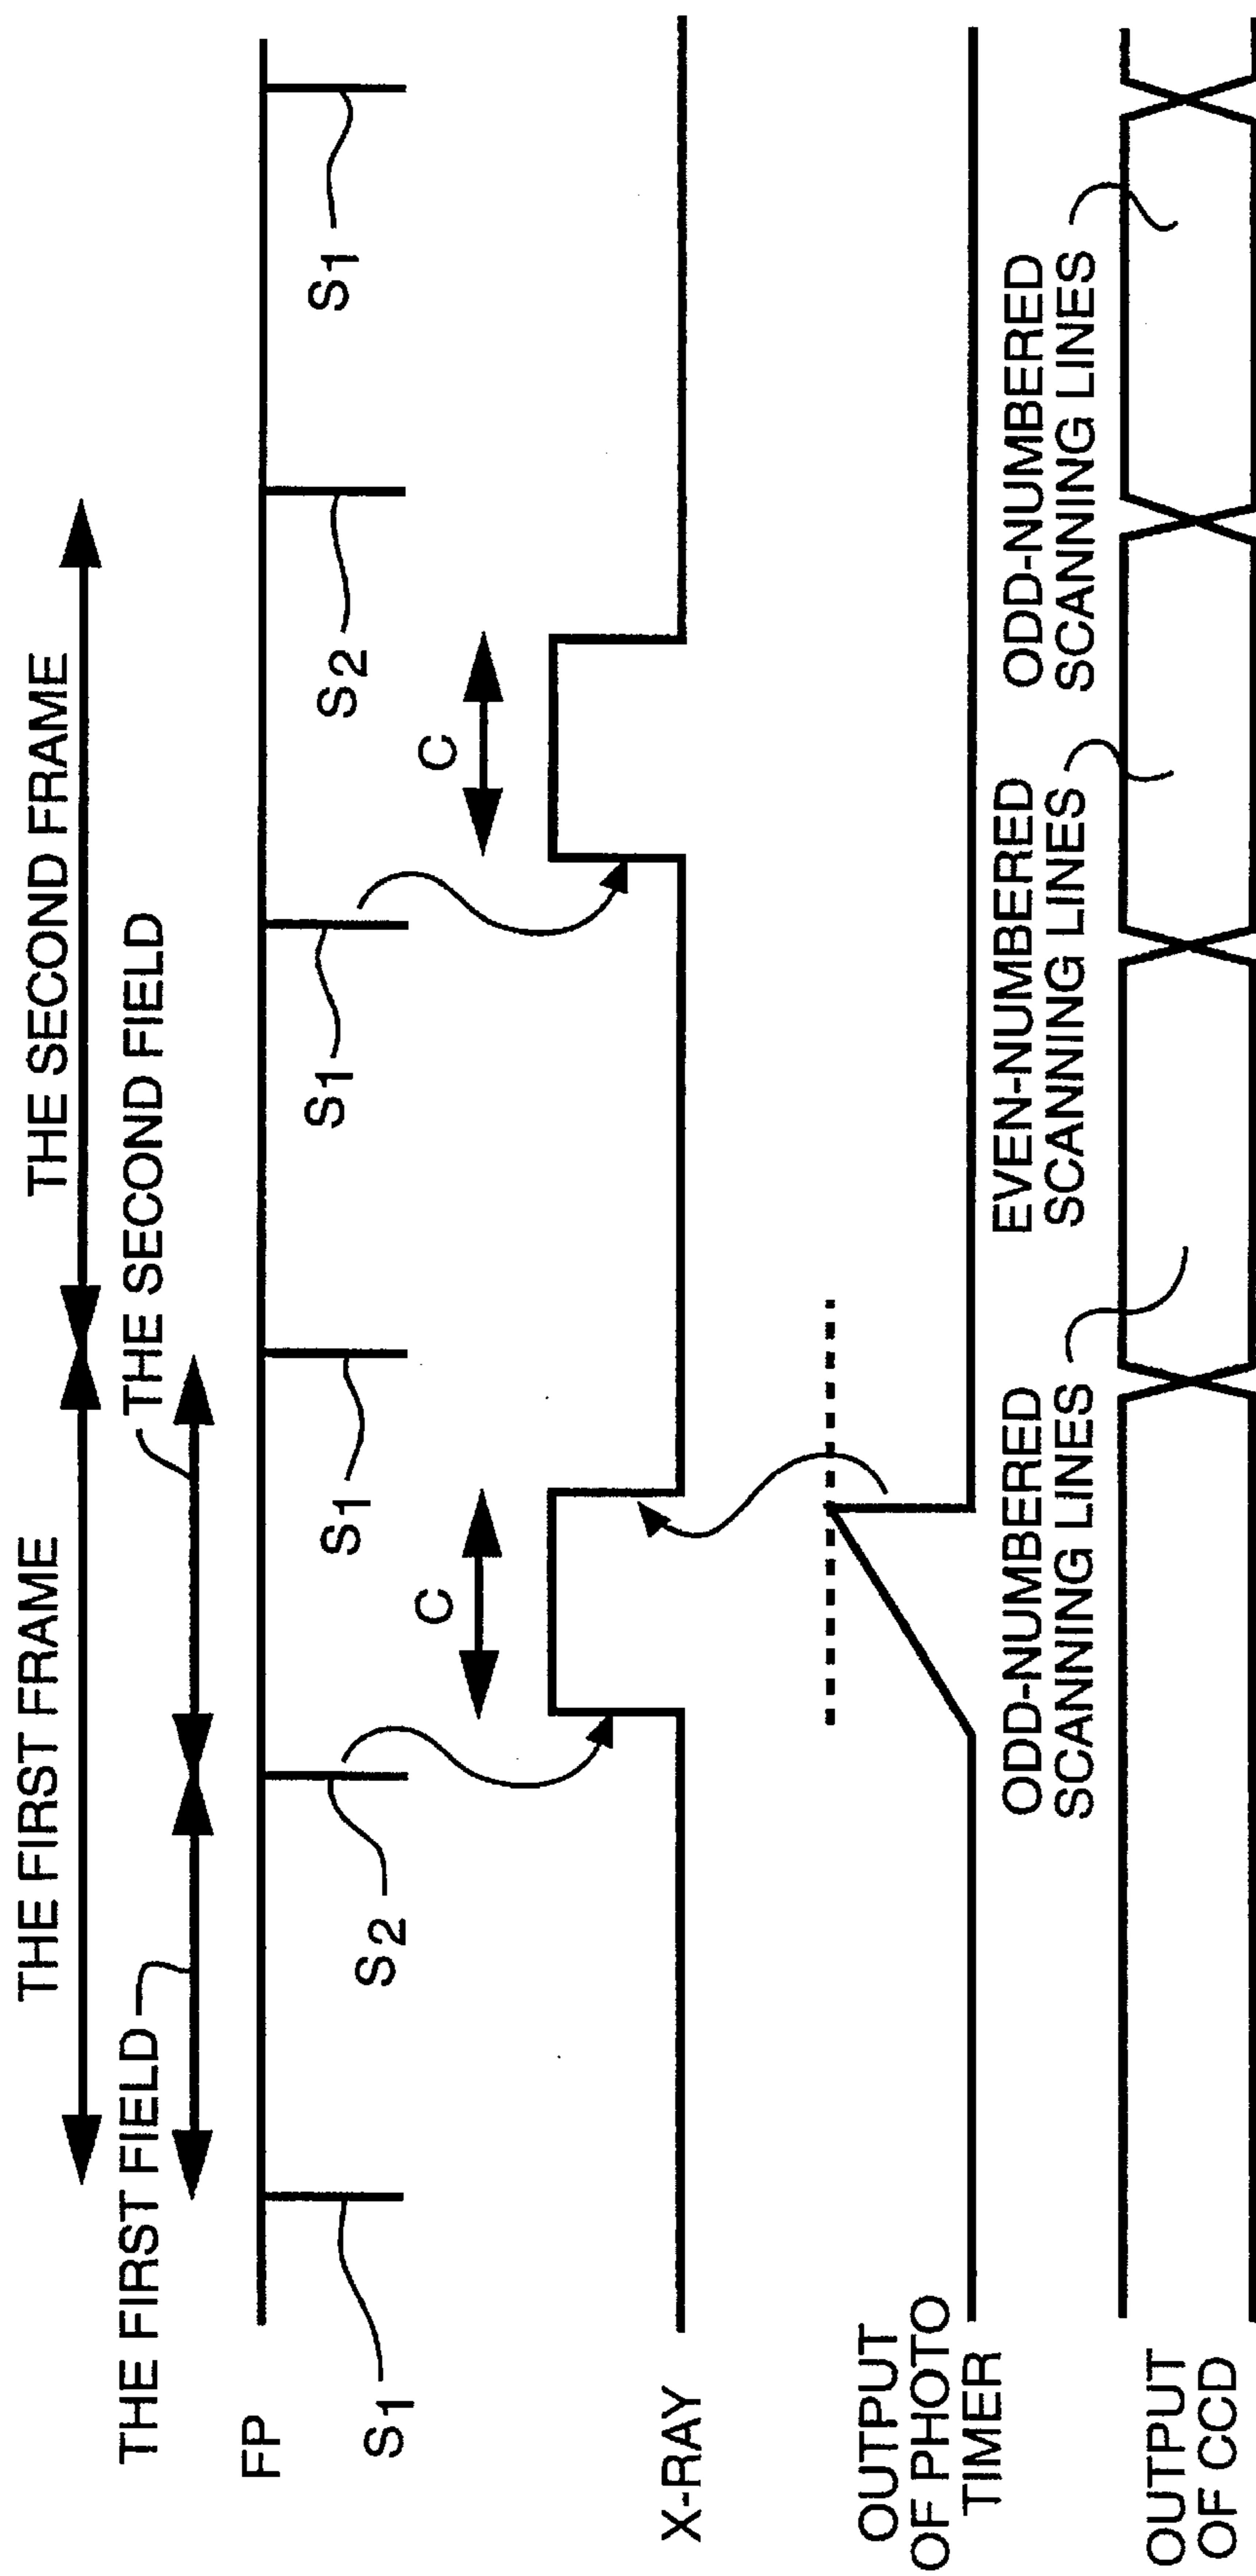 THE FIRST FRAME
THE SECOND FRAME
THE FIRST FIELD
THE SECOND FIELD
FP
S1
S2
S1
S1
S2
S1
C
C
X-RAY
OUTPUT
OF PHOTO
TIMER
ODD-NUMBERED
SCANNING LINES
EVEN-NUMBERED
SCANNING LINES
ODD-NUMBERED
SCANNING LINES
OUTPUT
OF CCD